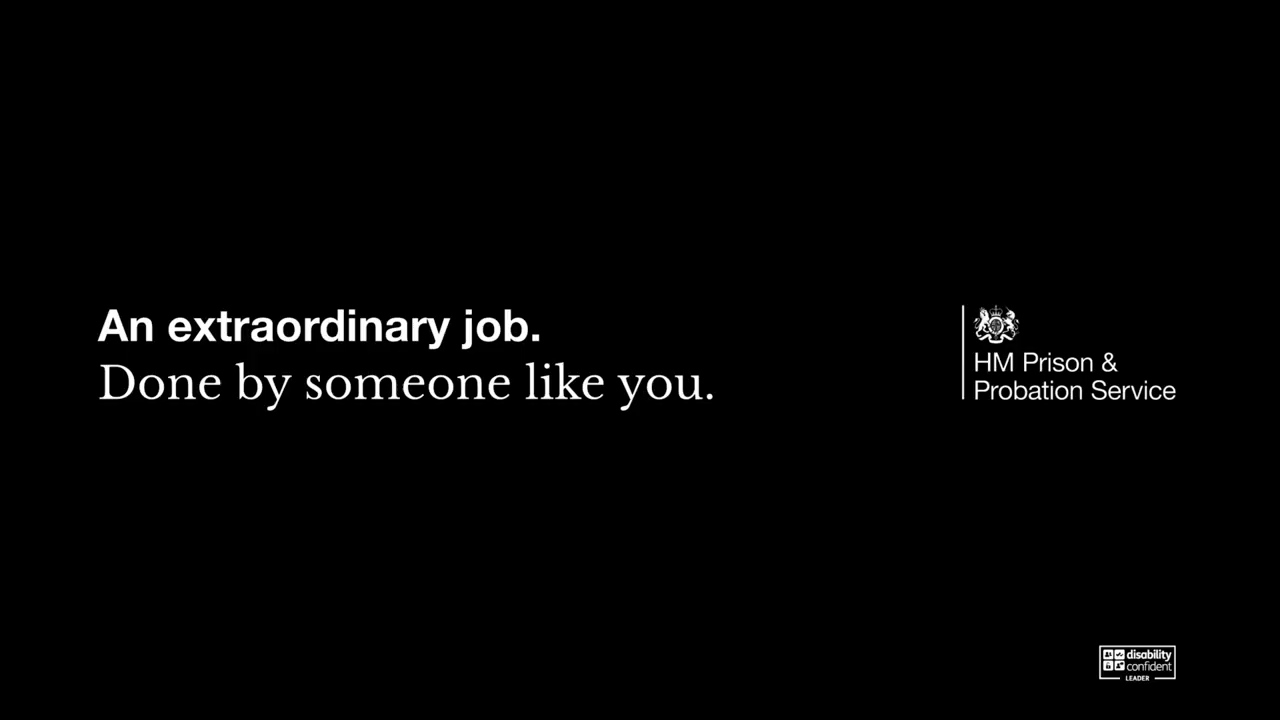 An extraordinary job.
Done by someone like you.
HM Prison &
Probation Service
disability
confident
LEADER